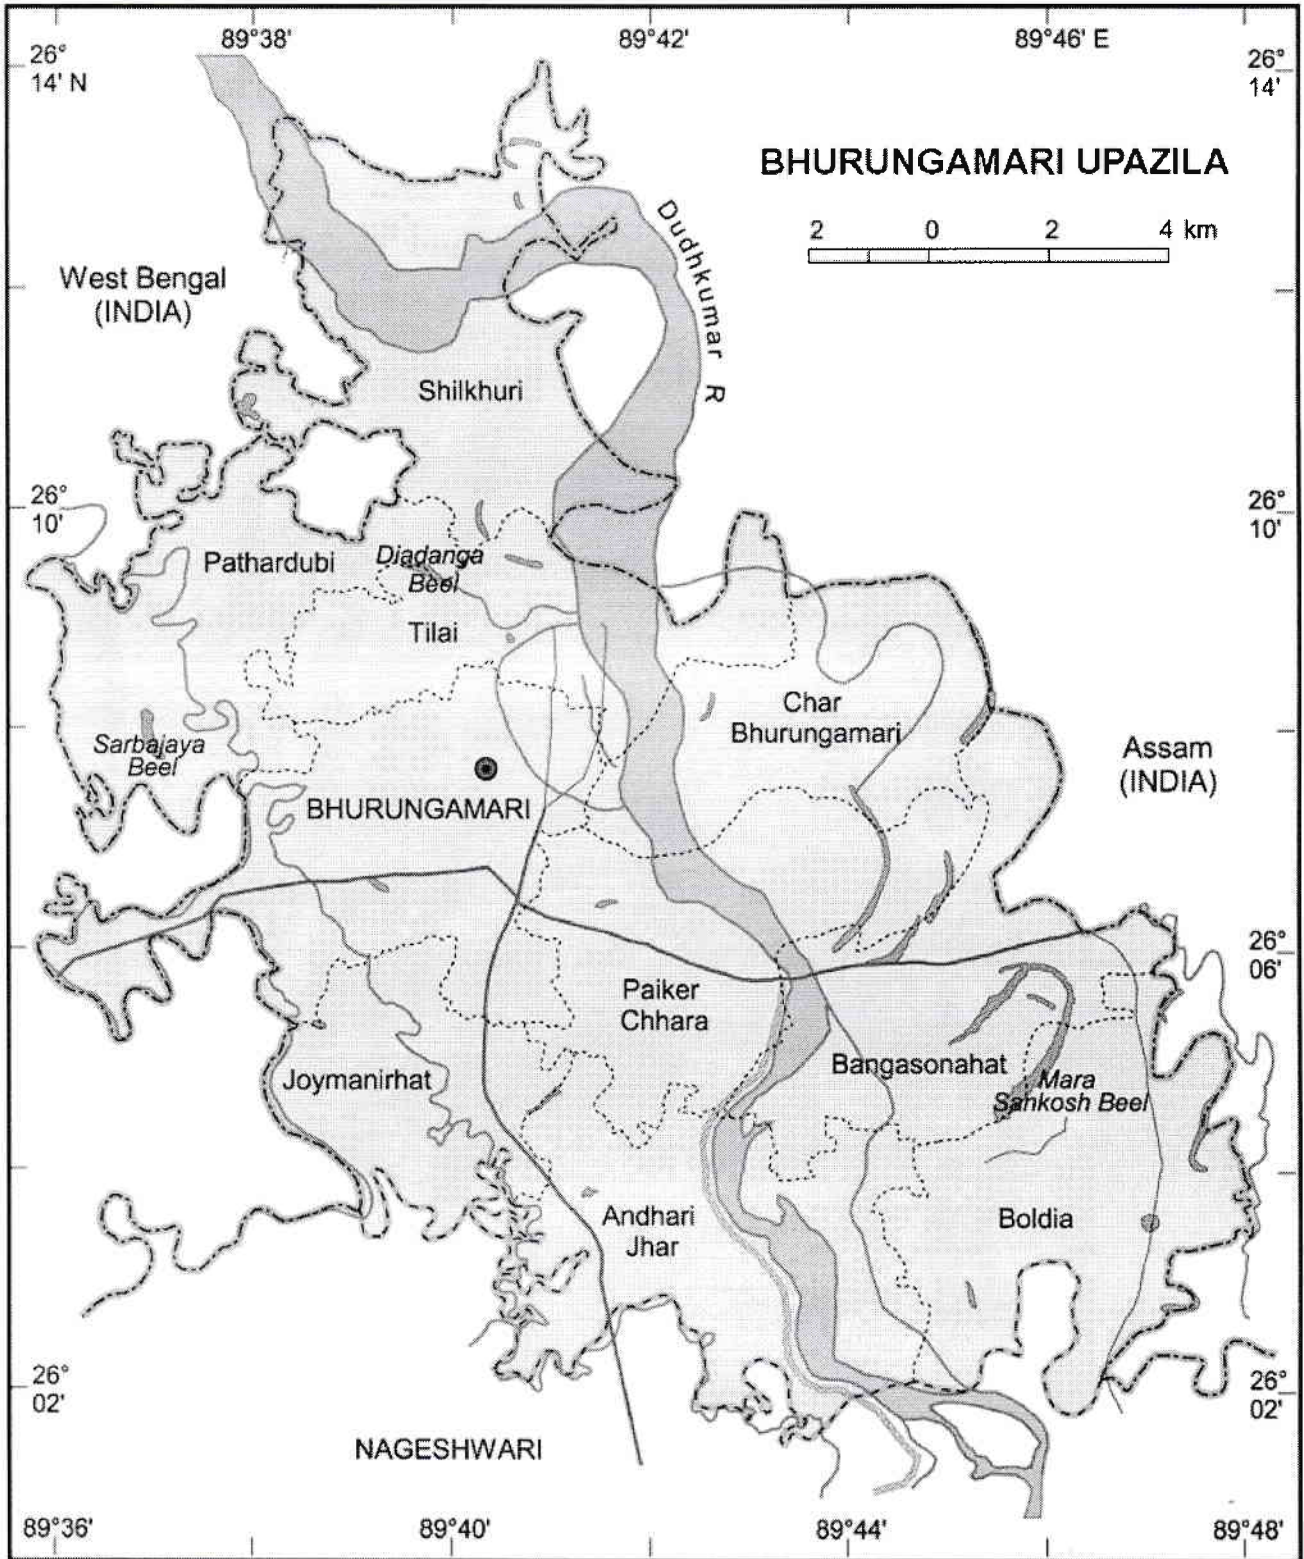 89°38' 89°42' 89°46' E
26°
14' N
26°
14'
BHURUNGAMARI UPAZILA
2 0 2 4 km
Dudhkumar R
West Bengal
(INDIA)
Shilkhuri
26°
10'
26°
10'
Pathardubi
Diadanga
Beel
Tilai
Char
Bhurungamari
Sarbajaya
Beel
Assam
(INDIA)
BHURUNGAMARI
26°
06'
Paiker
Chhara
Bangasonahat
Joymanirhat
Mara
Sankosh Beel
Andhari
Jhar
Boldia
26°
02'
26°
02'
NAGESHWARI
89°36' 89°40' 89°44' 89°48'